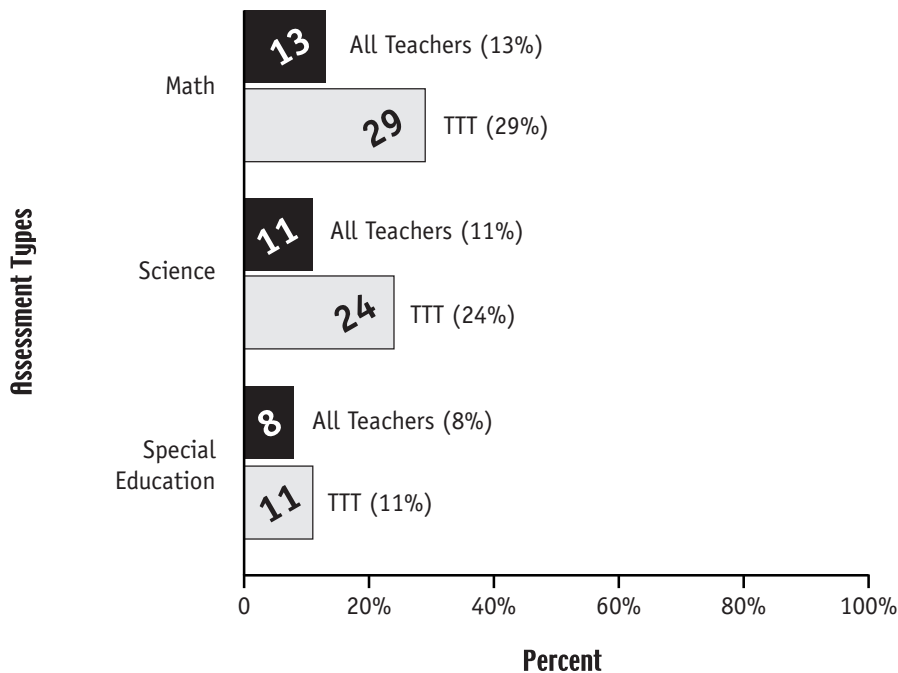 13
All Teachers (13%)
Math
29
TTT (29%)
11
All Teachers (11%)
Science
24
TTT (24%)
8
All Teachers (8%)
Special
Education
11
TTT (11%)
Assessment Types
0 20% 40% 60% 80% 100%
Percent